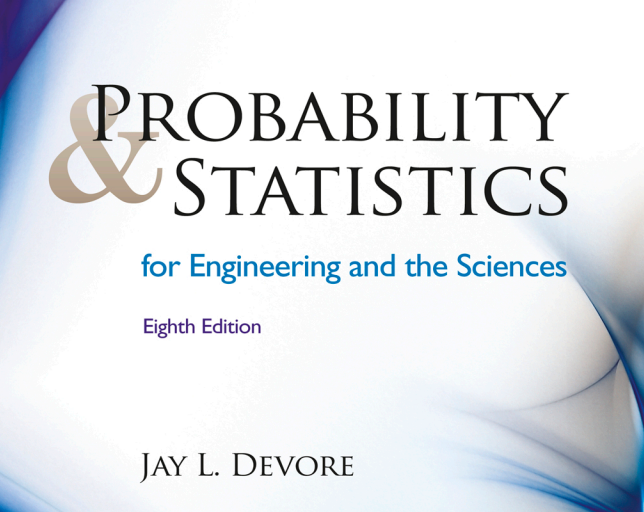 PROBABILITY
& STATISTICS
for Engineering and the Sciences
Eighth Edition
JAY L. DEVORE